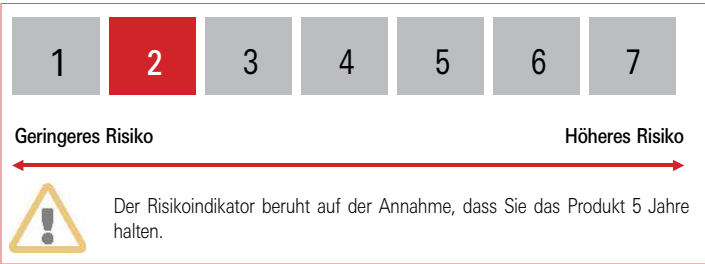 1 2 3 4 5 6 7
Geringeres Risiko Höheres Risiko
Der Risikoindikator beruht auf der Annahme, dass Sie das Produkt 5 Jahre
halten.